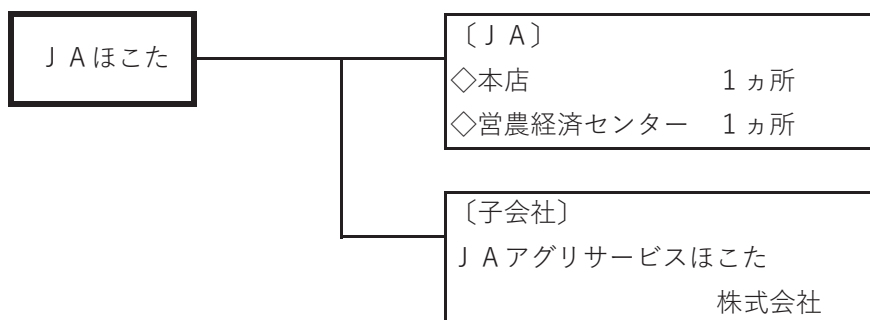 ＪＡほこた
〔ＪＡ〕
◇本店　　　　　　１ヵ所
◇営農経済センター　１ヵ所
〔子会社〕
ＪＡアグリサービスほこた
株式会社